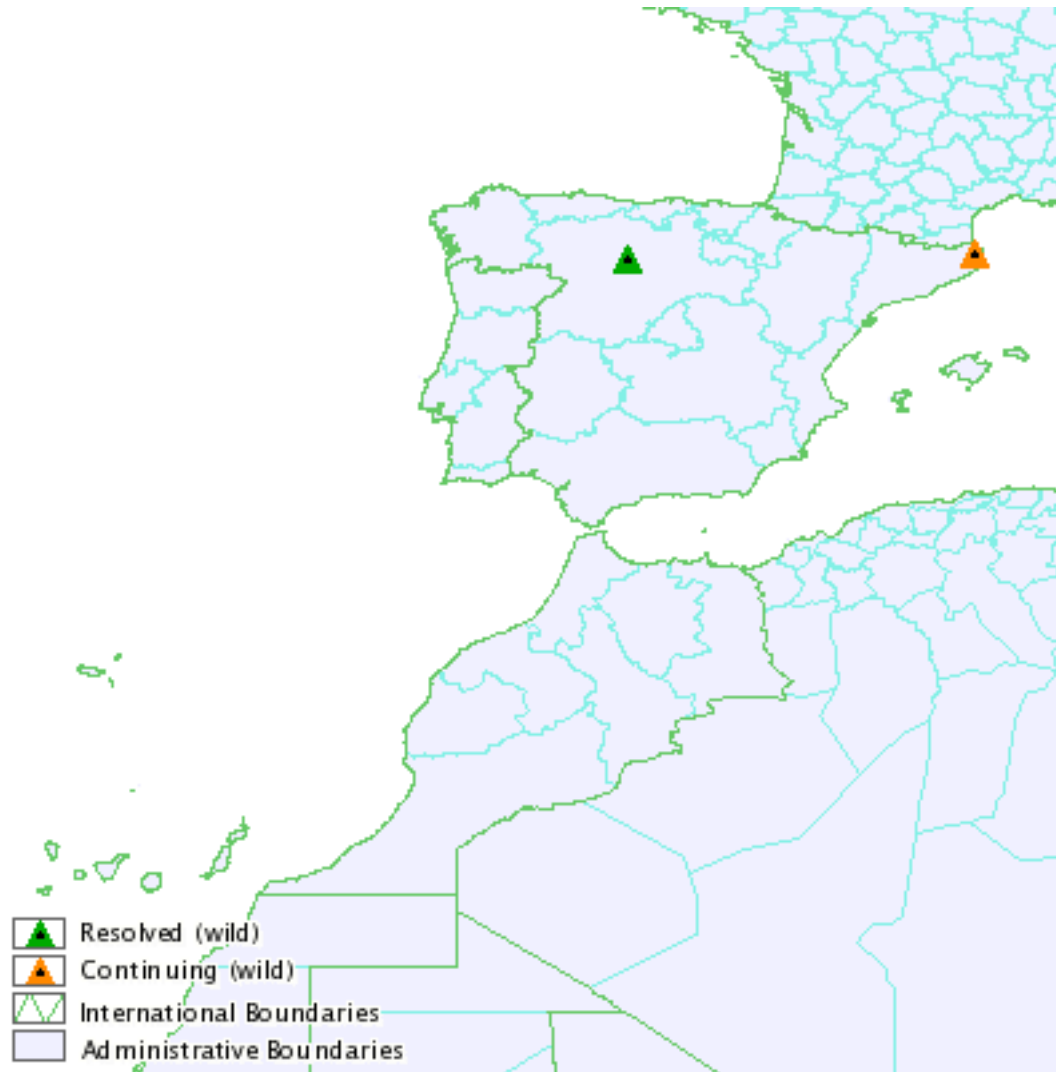 Resolved (wild)
Continuing (wild)
International Boundaries
Administrative Boundaries